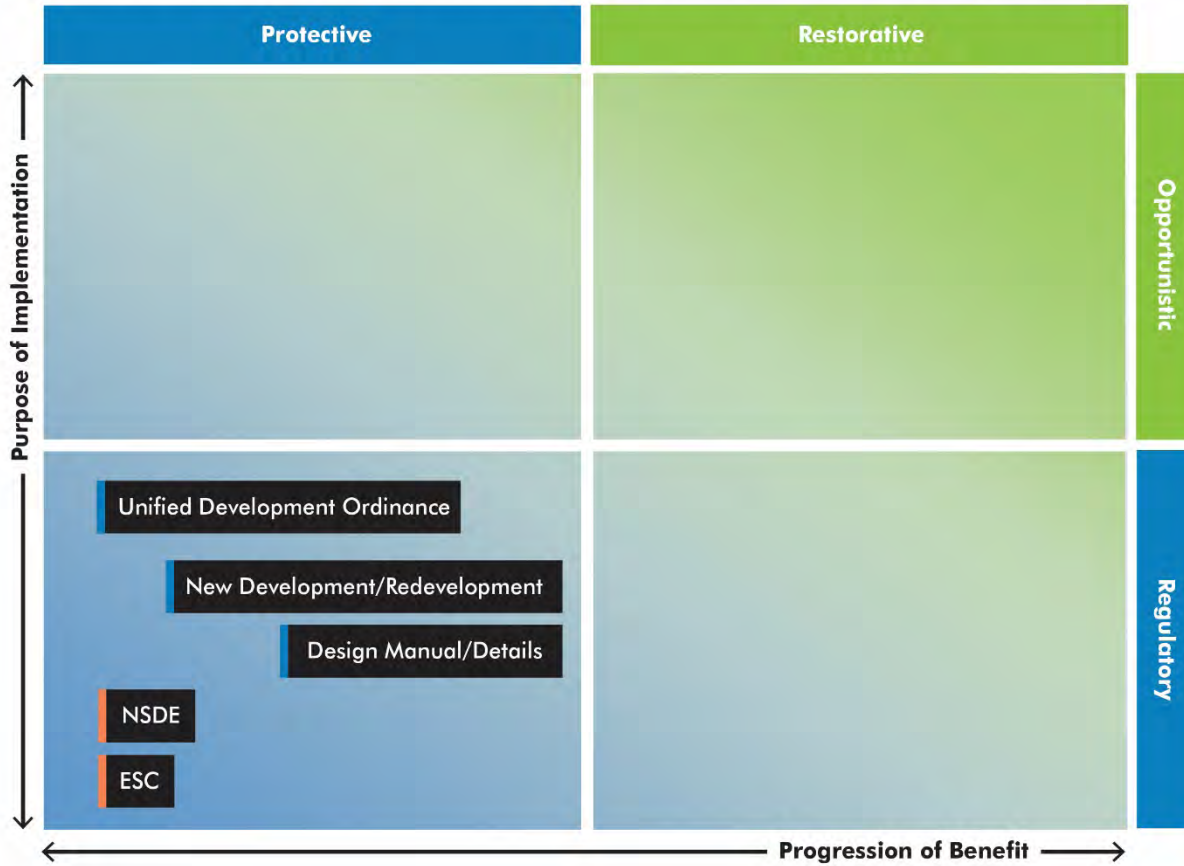 Protective
Restorative
Purpose of Implementation
Opportunistic
Unified Development Ordinance
New Development/Redevelopment
Design Manual/Details
NSDE
ESC
Regulatory
Progression of Benefit